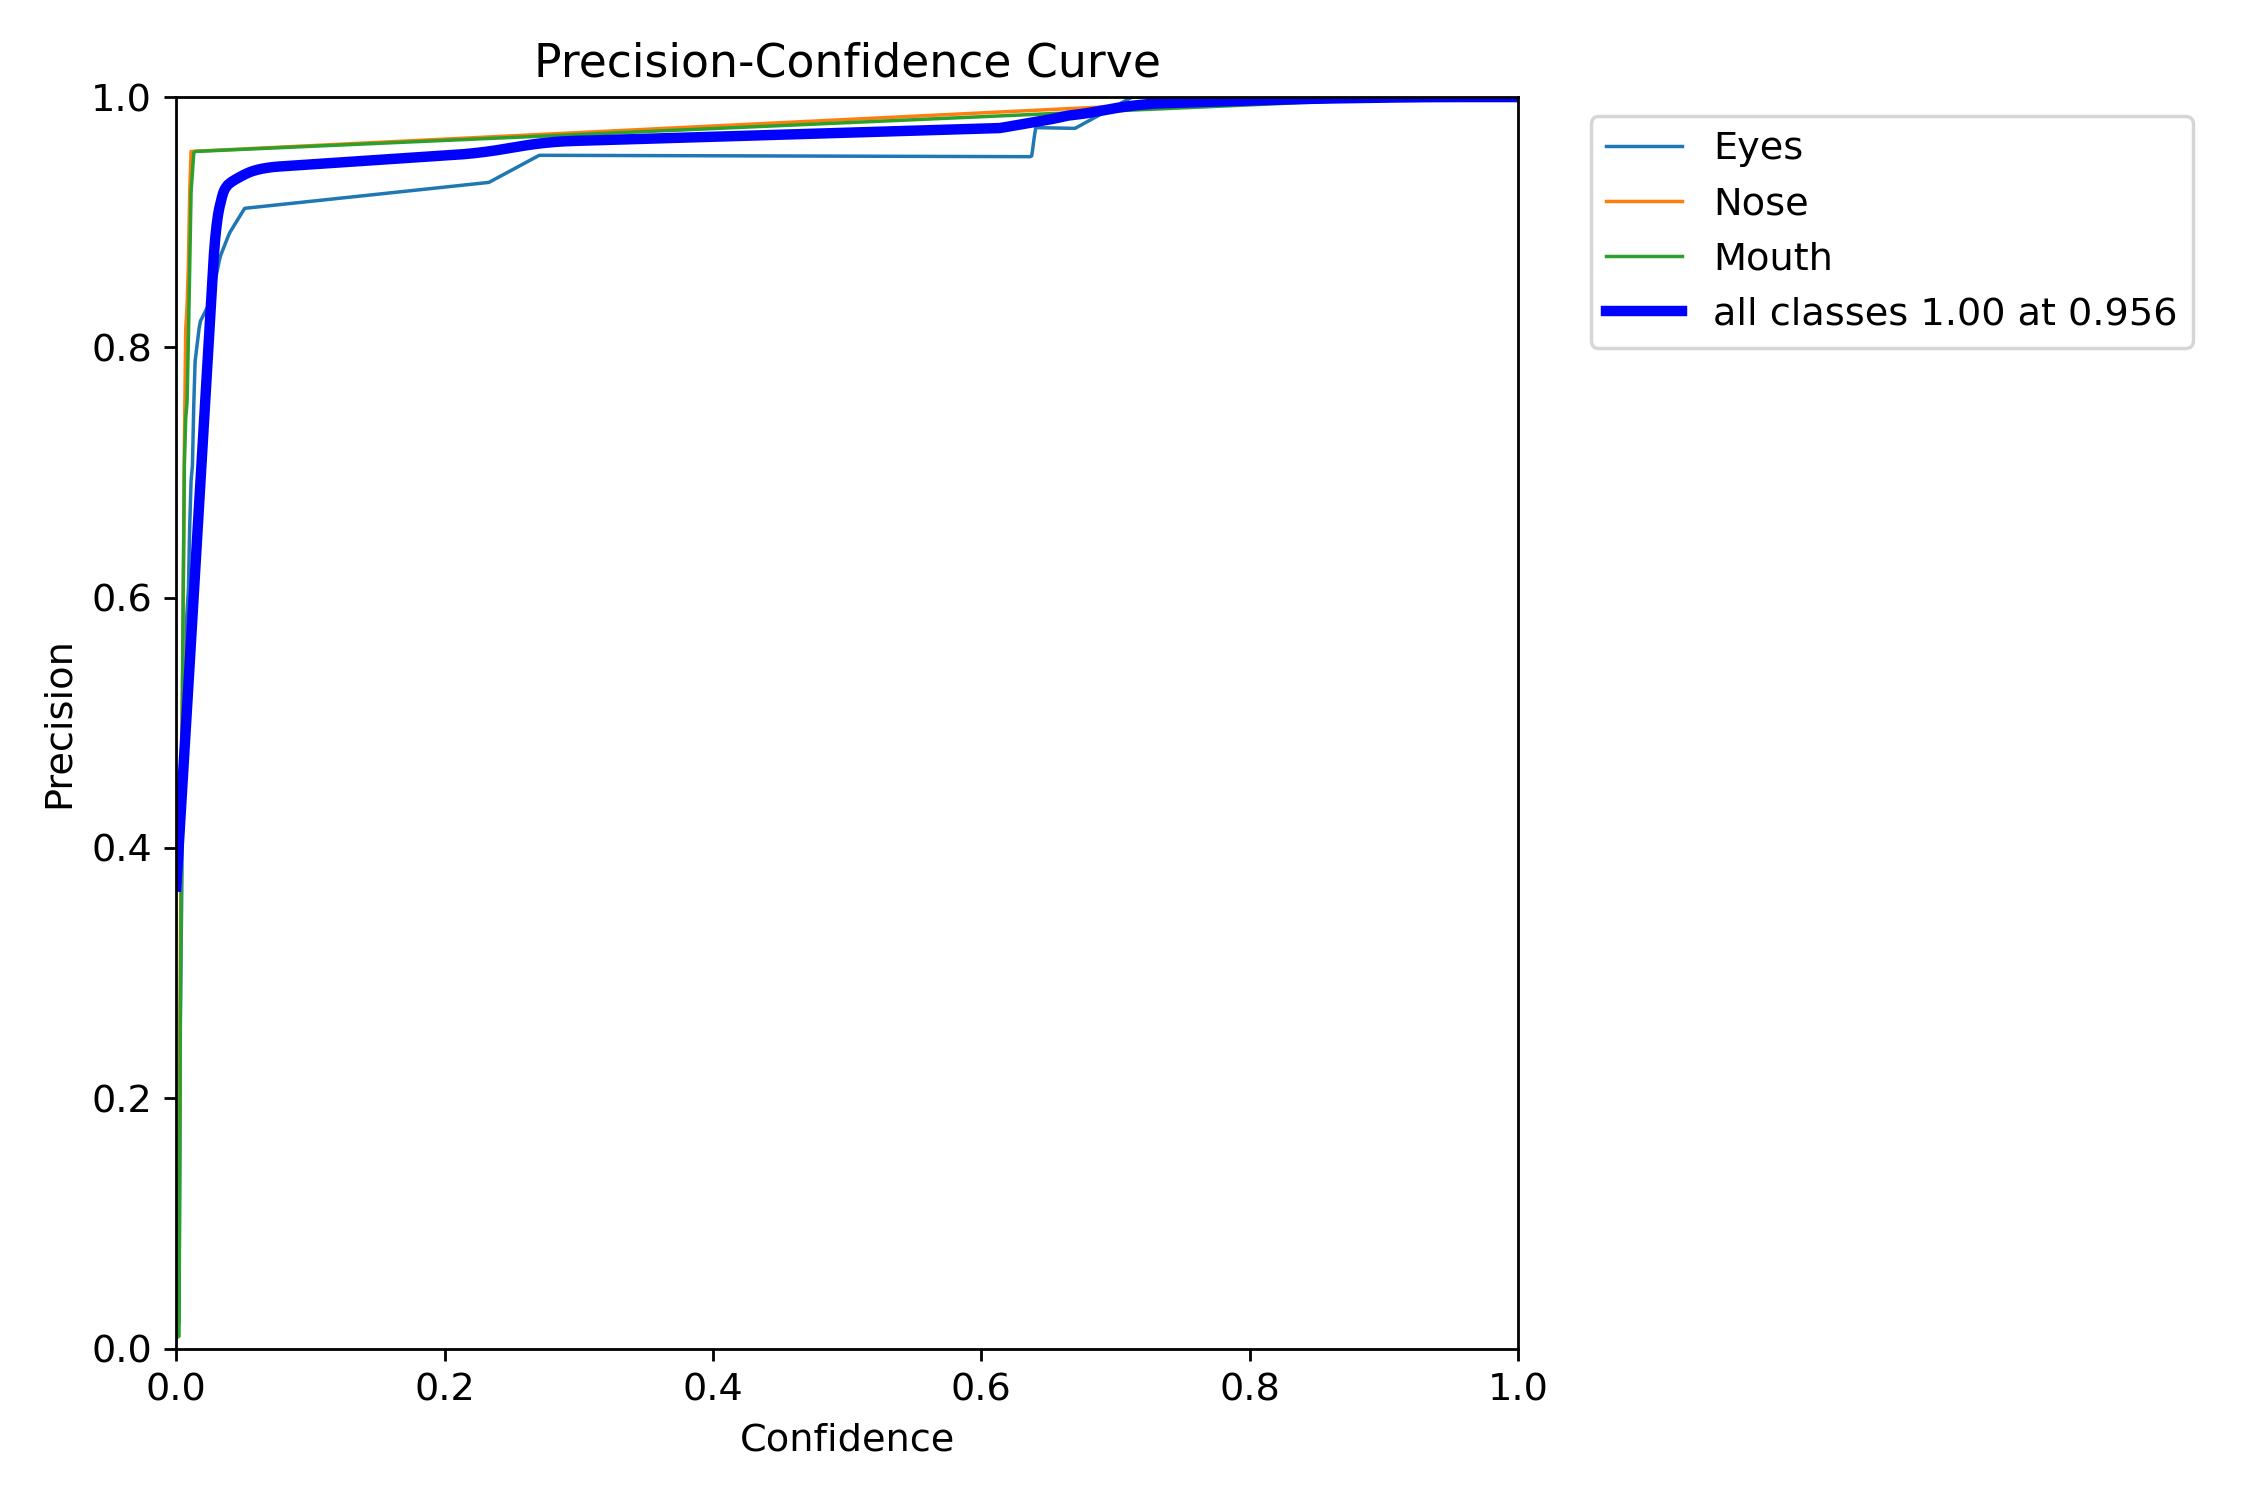 Precision-Confidence Curve
1.0
0.8
0.6
0.4
0.2
0.0
Precision
0.0 0.2 0.4 0.6 0.8 1.0
Confidence
Eyes
Nose
Mouth
all classes 1.00 at 0.956